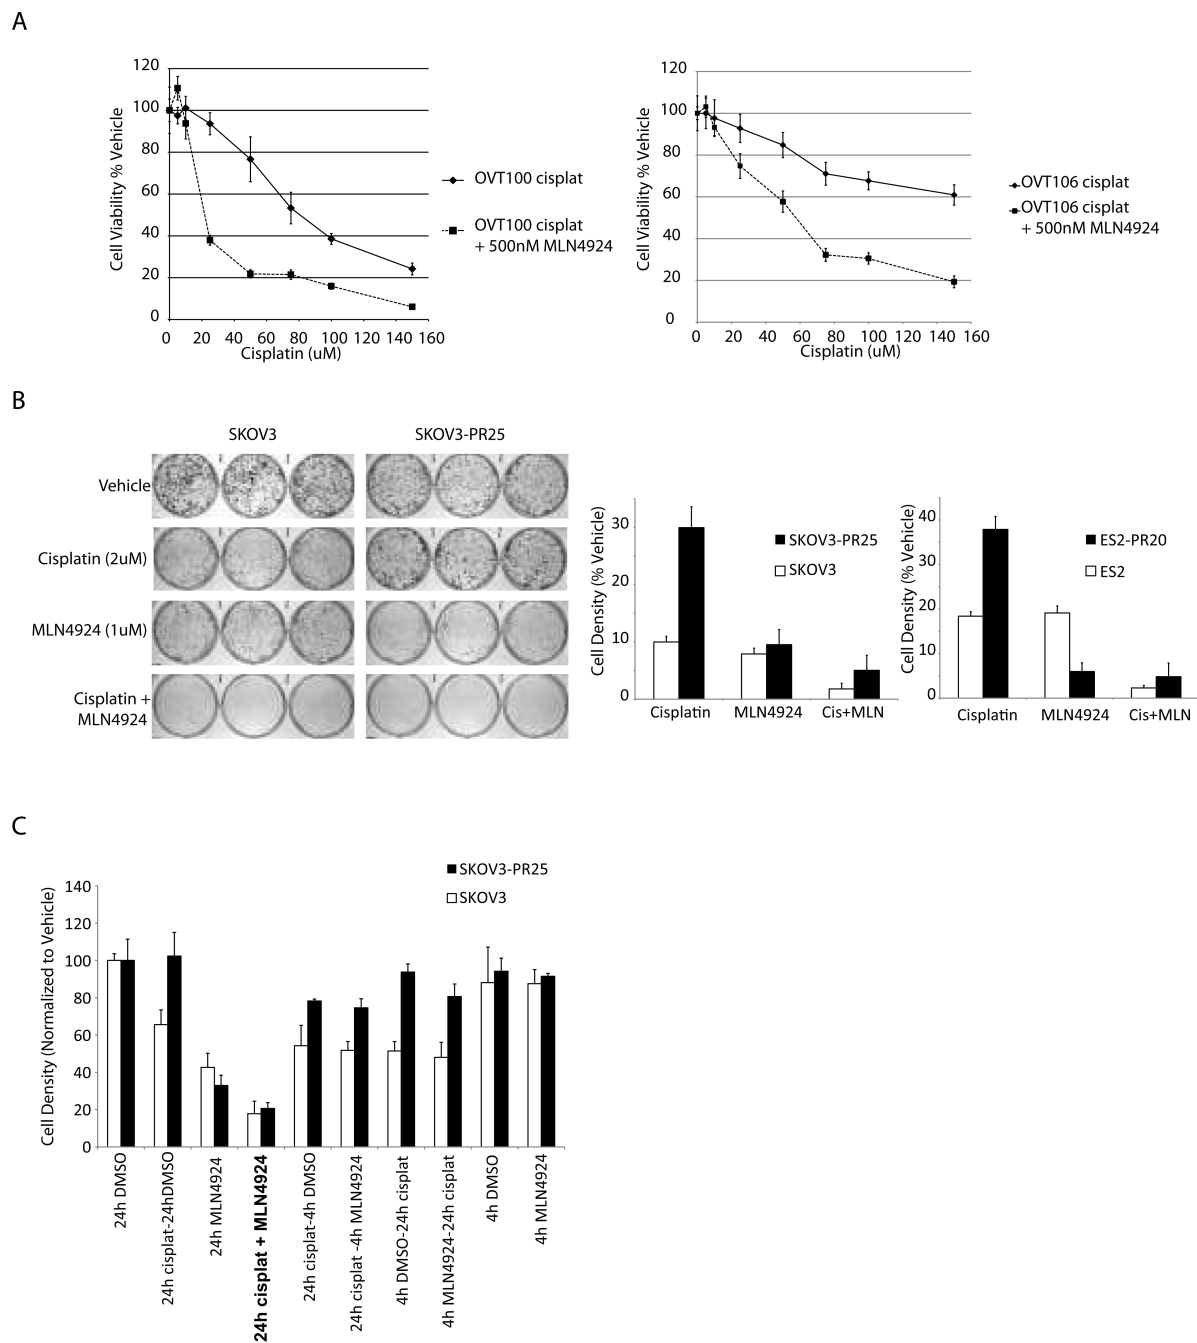 A
120
100
80
60
40
20
0
Cell Viability % Vehicle
0 20 40 60 80 100 120 140 160
Cisplatin (uM)
OVT100 cisplat
OVT100 cisplat
+ 500nM MLN4924
120
100
80
60
40
20
0
Cell Viability % Vehicle
0 20 40 60 80 100 120 140 160
Cisplatin (uM)
OVT106 cisplat
OVT106 cisplat
+ 500nM MLN4924
B
SKOV3
SKOV3-PR25
Vehicle
Cisplatin (2uM)
MLN4924 (1uM)
Cisplatin +
MLN4924
Cell Density (% Vehicle)
30
20
10
0
SKOV3-PR25
SKOV3
Cisplatin MLN4924 Cis+MLN
Cell Density (% Vehicle)
40
30
20
10
0
ES2-PR20
ES2
Cisplatin MLN4924 Cis+MLN
C
SKOV3-PR25
SKOV3
Cell Density (Normalized to Vehicle)
140
120
100
80
60
40
20
0
24h DMSO
24h cisplat-24hDMSO
24h MLN4924
24h cisplat + MLN4924
24h cisplat-4h DMSO
24h cisplat -4h MLN4924
4h DMSO-24h cisplat
4h MLN4924-24h cisplat
4h DMSO
4h MLN4924